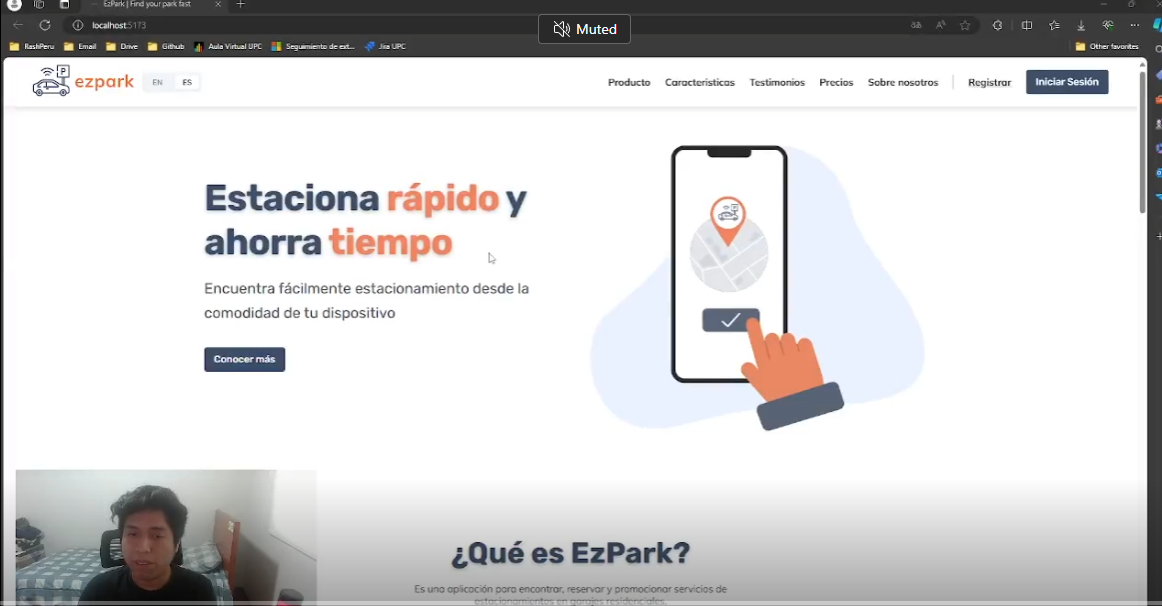 EzPark | Find your park fast
Muted
localhost:5173
RashPeru
Email
Drive
Github
Aula Virtual UPC
Seguimiento de ext...
Jira UPC
Other favorites
ezpark
EN
ES
Producto
Características
Testimonios
Precios
Sobre nosotros
Registrar
Iniciar Sesión
Estaciona rápido y
ahorra tiempo
Encuentra fácilmente estacionamiento desde la
comodidad de tu dispositivo
Conocer más
¿Qué es EzPark?
Es una aplicación para encontrar, reservar y promocionar servicios de
estacionamientos en garajes residenciales.